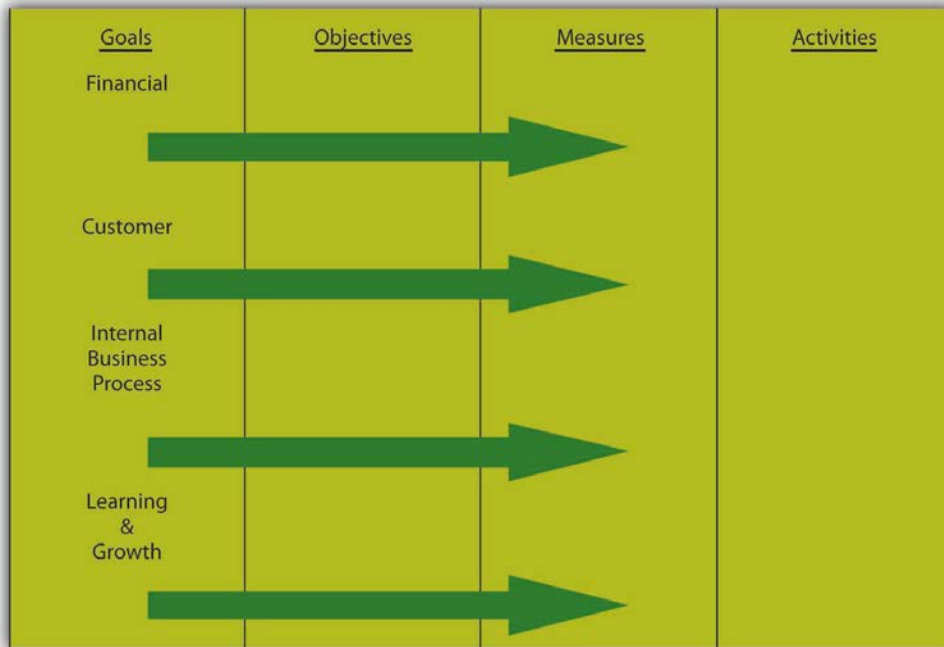 Goals
Objectives
Measures
Activities
Financial
Customer
Internal
Business
Process
Learning
&
Growth